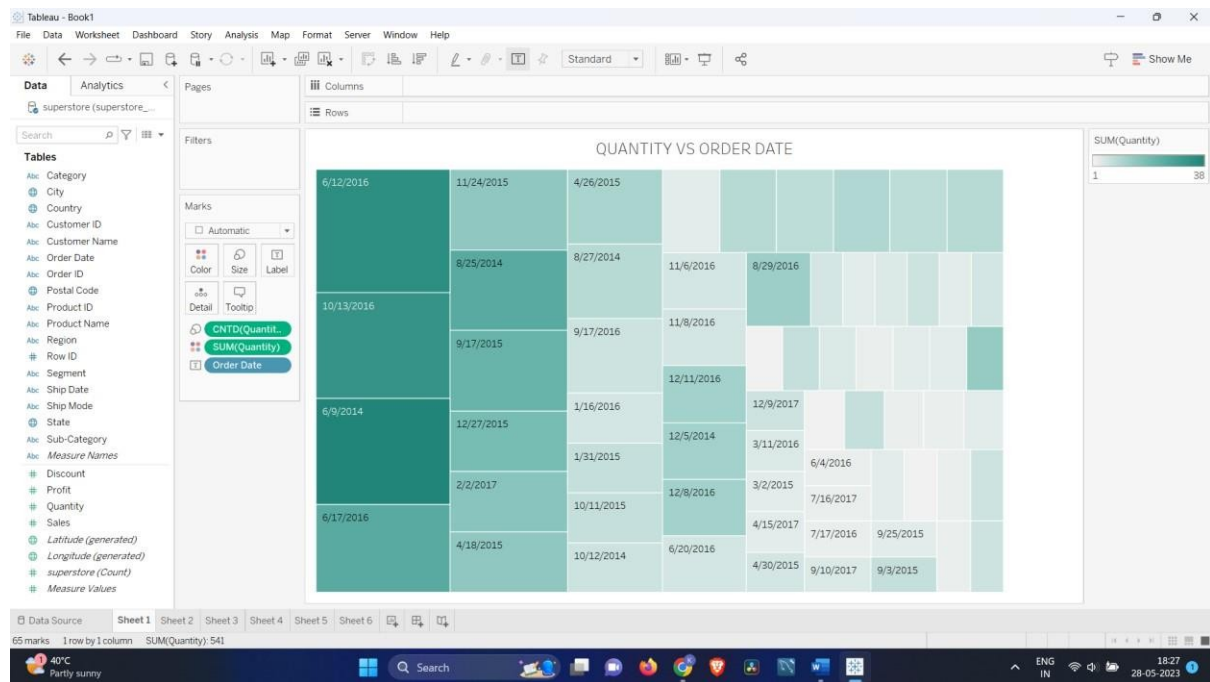 Tableau - Book1
File Data Worksheet Dashboard Story Analysis Map Format Server Window Help
Standard
Show Me
Data Analytics
superstore (superstore_...
Search
Tables
Abc Category
City
Country
Abc Customer ID
Abc Customer Name
Abc Order Date
Abc Order ID
Postal Code
Abc Product ID
Abc Product Name
Abc Region
# Row ID
Abc Segment
Abc Ship Date
Abc Ship Mode
State
Abc Sub-Category
Abc Measure Names
# Discount
# Profit
# Quantity
# Sales
Latitude (generated)
Longitude (generated)
# superstore (Count)
# Measure Values
Pages
Filters
Marks
Automatic
Color Size Label
Detail Tooltip
CNTD(Quantit..
SUM(Quantity)
Order Date
Columns
Rows
QUANTITY VS ORDER DATE
6/12/2016
10/13/2016
6/9/2014
6/17/2016
11/24/2015
8/25/2014
9/17/2015
12/27/2015
2/2/2017
4/18/2015
4/26/2015
8/27/2014
9/17/2016
1/16/2016
1/31/2015
10/11/2015
10/12/2014
11/6/2016
11/8/2016
12/11/2016
12/5/2014
12/8/2016
6/20/2016
8/29/2016
12/9/2017
3/11/2016
3/2/2015
4/15/2017
4/30/2015
6/4/2016
7/16/2017
7/17/2016
9/10/2017
9/25/2015
9/3/2015
SUM(Quantity)
1 38
Data Source Sheet 1 Sheet 2 Sheet 3 Sheet 4 Sheet 5 Sheet 6
65 marks 1 row by 1 column SUM(Quantity): 541
40°C
Partly sunny
Search
ENG
IN
18:27
28-05-2023